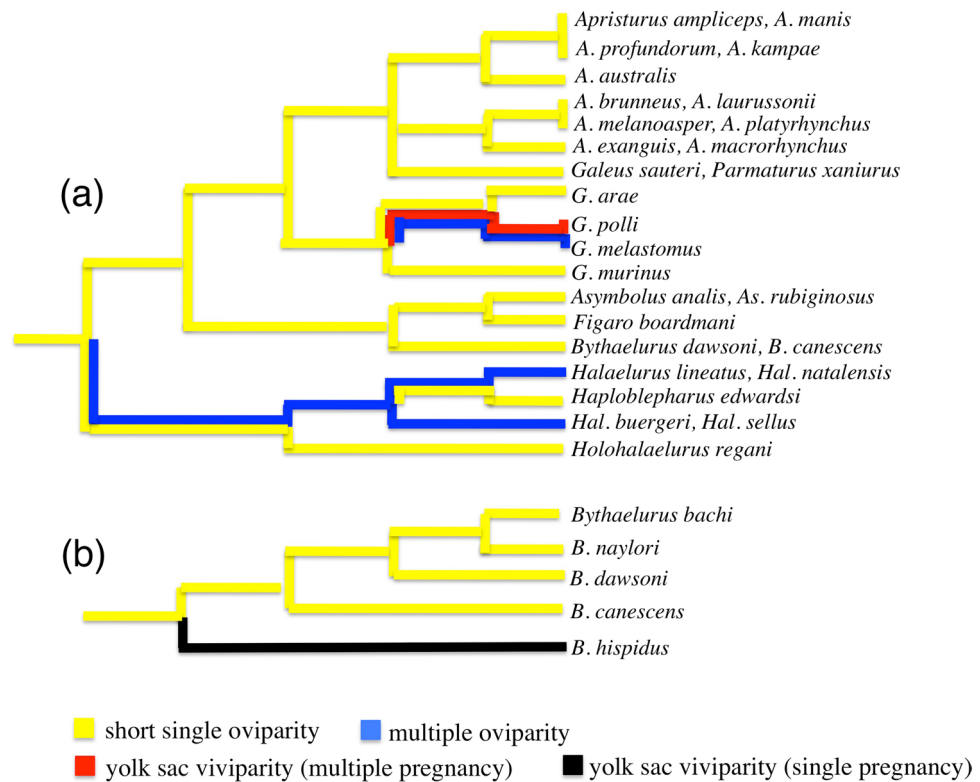 Apristurus ampliceps, A. manis
A. profundorum, A. kampae
A. australis
A. brunneus, A. laurussonii
A. melanoasper, A. platyrhynchus
A. exanguis, A. macrorhynchus
Galeus sauteri, Parmaturus xaniurus
(a)
G. arae
G. polli
G. melastomus
G. murinus
Asymbolus analis, As. rubiginosus
Figaro boardmani
Bythaelurus dawsoni, B. canescens
Halaelurus lineatus, Hal. natalensis
Haploblepharus edwardsi
Hal. buergeri, Hal. sellus
Holohalaelurus regani
Bythaelurus bachi
(b)
B. naylori
B. dawsoni
B. canescens
B. hispidus
short single oviparity
multiple oviparity
yolk sac viviparity (multiple pregnancy)
yolk sac viviparity (single pregnancy)